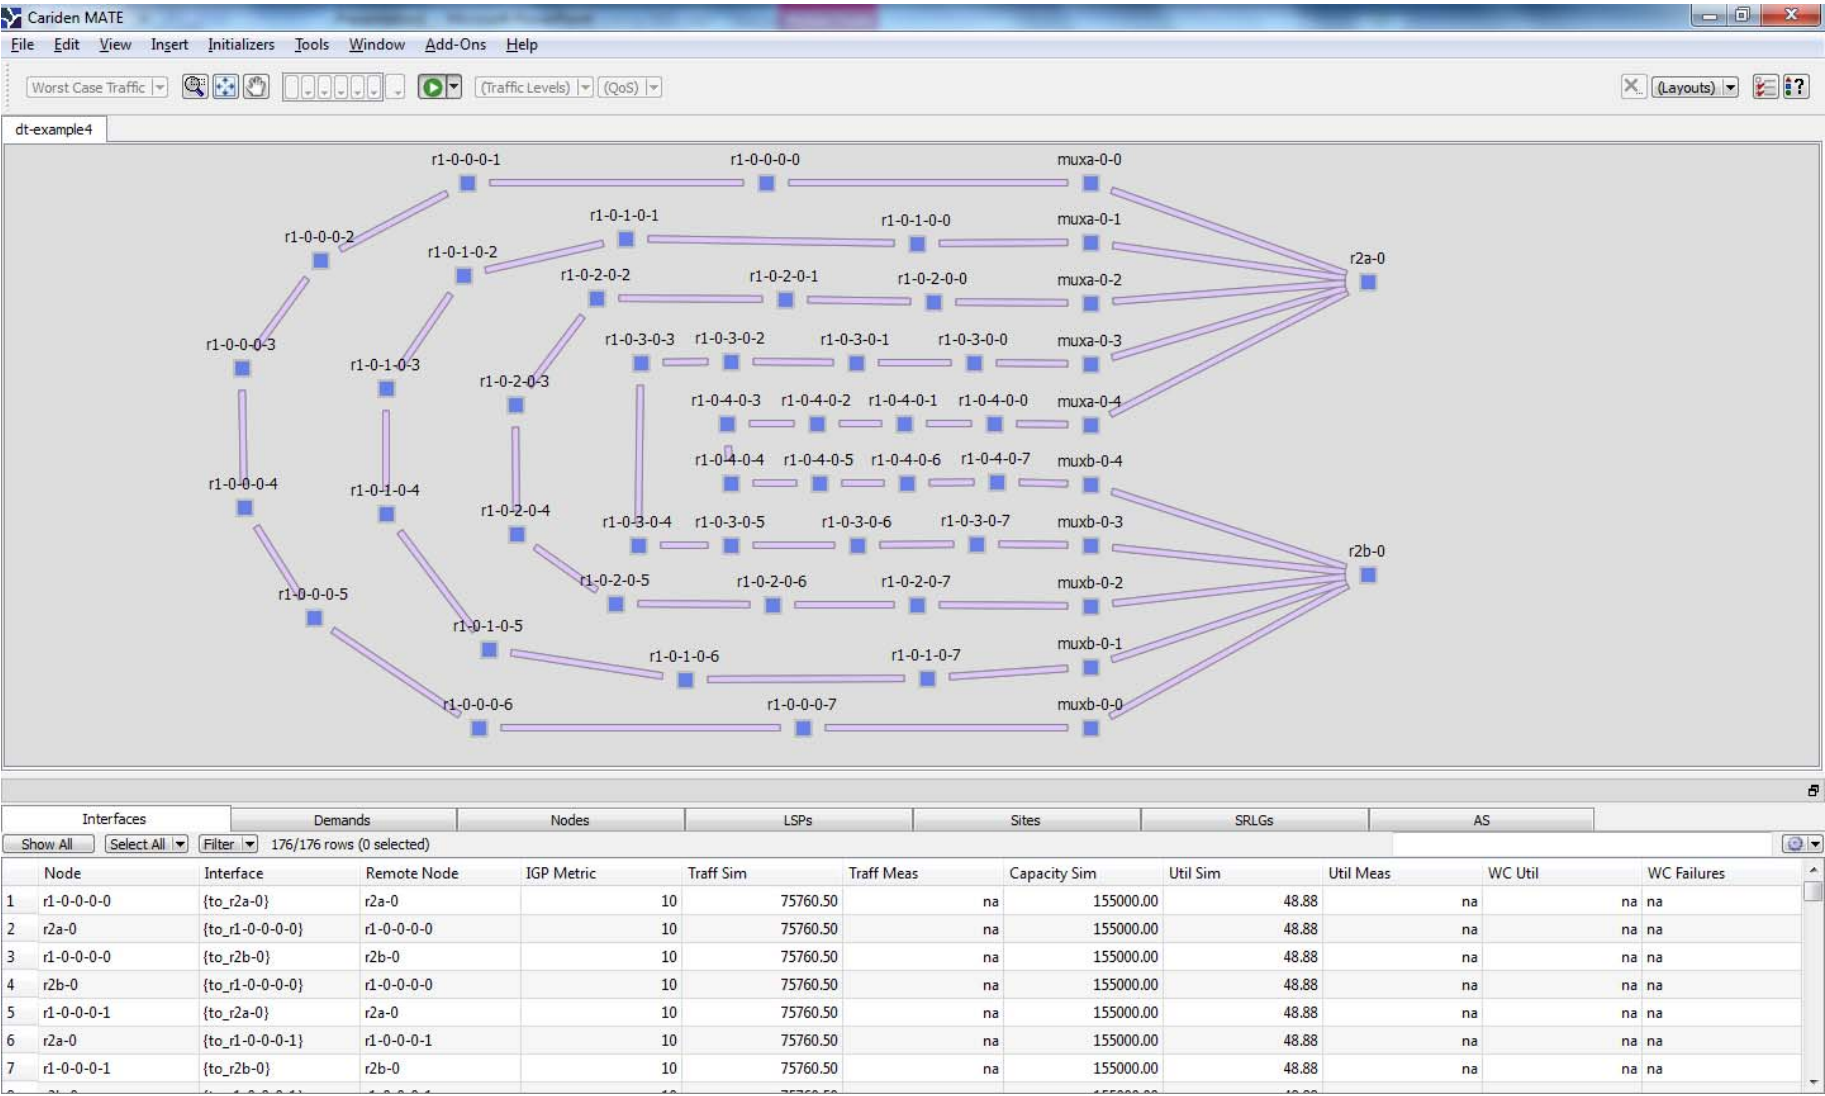 Cariden MATE
File Edit View Insert Initializers Tools Window Add-Ons Help
Worst Case Traffic (Traffic Levels) (QoS) (Layouts)
dt-example4
r1-0-0-0-1 r1-0-0-0-0 muxa-0-0
r1-0-1-0-1 r1-0-1-0-0 muxa-0-1
r1-0-0-0-2 r1-0-1-0-2
r2a-0
r1-0-2-0-2 r1-0-2-0-1 r1-0-2-0-0 muxa-0-2
r1-0-0-0-3 r1-0-3-0-3 r1-0-3-0-2 r1-0-3-0-1 r1-0-3-0-0 muxa-0-3
r1-0-1-0-3 r1-0-2-0-3
r1-0-4-0-3 r1-0-4-0-2 r1-0-4-0-1 r1-0-4-0-0 muxa-0-4
r1-0-4-0-4 r1-0-4-0-5 r1-0-4-0-6 r1-0-4-0-7 muxb-0-4
r1-0-0-0-4 r1-0-1-0-4
r1-0-2-0-4 r1-0-3-0-4 r1-0-3-0-5 r1-0-3-0-6 r1-0-3-0-7 muxb-0-3
r2b-0
r1-0-0-0-5 r1-0-2-0-5 r1-0-2-0-6 r1-0-2-0-7 muxb-0-2
r1-0-1-0-5 r1-0-1-0-6 r1-0-1-0-7 muxb-0-1
r1-0-0-0-6 r1-0-0-0-7 muxb-0-0
Interfaces Demands Nodes LSPs Sites SRLGs AS
Show All Select All Filter 176/176 rows (0 selected)
Node Interface Remote Node IGP Metric Traff Sim Traff Meas Capacity Sim Util Sim Util Meas WC Util WC Failures
1 r1-0-0-0-0 {to_r2a-0} r2a-0 10 75760.50 na 155000.00 48.88 na na na
2 r2a-0 {to_r1-0-0-0-0} r1-0-0-0-0 10 75760.50 na 155000.00 48.88 na na na
3 r1-0-0-0-0 {to_r2b-0} r2b-0 10 75760.50 na 155000.00 48.88 na na na
4 r2b-0 {to_r1-0-0-0-0} r1-0-0-0-0 10 75760.50 na 155000.00 48.88 na na na
5 r1-0-0-0-1 {to_r2a-0} r2a-0 10 75760.50 na 155000.00 48.88 na na na
6 r2a-0 {to_r1-0-0-0-1} r1-0-0-0-1 10 75760.50 na 155000.00 48.88 na na na
7 r1-0-0-0-1 {to_r2b-0} r2b-0 10 75760.50 na 155000.00 48.88 na na na